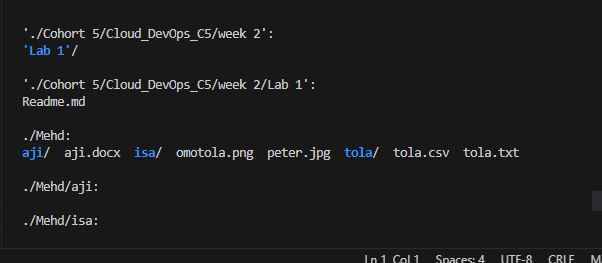 './Cohort 5/Cloud_DevOps_C5/week 2':
'Lab 1'/
'./Cohort 5/Cloud_DevOps_C5/week 2/Lab 1':
Readme.md
./Mehd:
aji/  aji.docx  isa/  omotola.png  peter.jpg  tola/  tola.csv  tola.txt
./Mehd/aji:
./Mehd/isa:
Ln 1, Col 1  Spaces: 4  UTF-8  CRLF